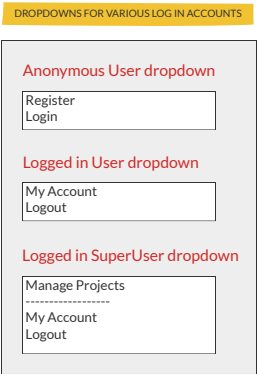 DROPDOWNS FOR VARIOUS LOG IN ACCOUNTS
Anonymous User dropdown
Register
Login
Logged in User dropdown
My Account
Logout
Logged in SuperUser dropdown
Manage Projects
------------------
My Account
Logout